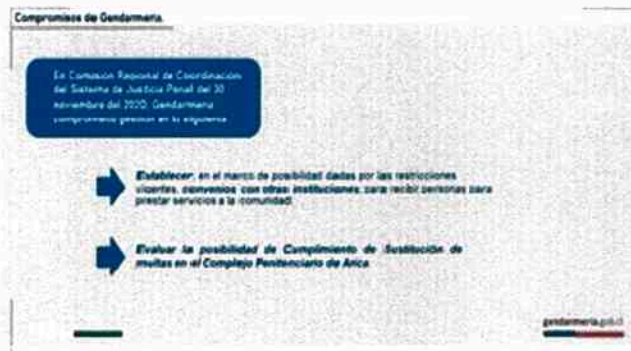 Compromisos de Gendarmería.
En Comisión Regional de Coordinación
del Sistema de Justicia Penal del 30
noviembre del 2020, Gendarmería
compromete gestión en lo siguiente
Establecer, en el marco de posibilidad dadas por las restricciones
vigentes, convenios con otras instituciones, para recibir personas para
prestar servicios a la comunidad.
Evaluar la posibilidad de Cumplimiento de Sustitución de
multas en el Complejo Penitenciario de Arica
gendarmeria.gob.cl